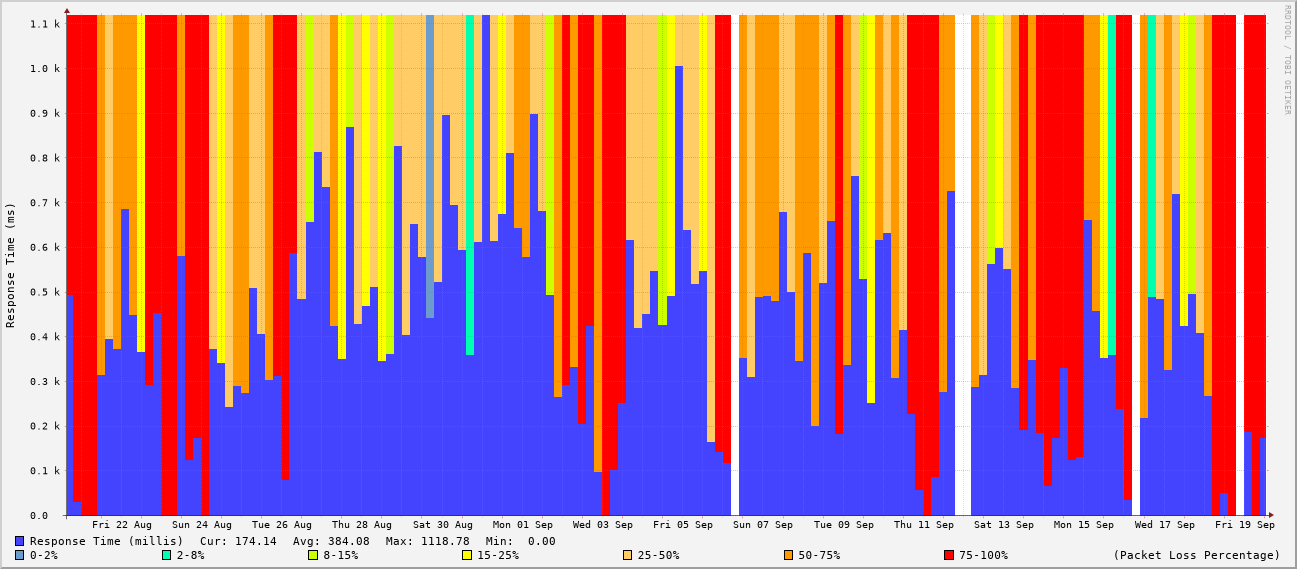 1.1 k
1.0 k
0.9 k
0.8 k
0.7 k
0.6 k
0.5 k
0.4 k
0.3 k
0.2 k
0.1 k
0.0
Response Time (ms)
RRDTOOL / TOBI OETIKER
Fri 22 Aug Sun 24 Aug Tue 26 Aug Thu 28 Aug Sat 30 Aug Mon 01 Sep Wed 03 Sep Fri 05 Sep Sun 07 Sep Tue 09 Sep Thu 11 Sep Sat 13 Sep Mon 15 Sep Wed 17 Sep Fri 19 Sep
Response Time (millis) Cur: 174.14 Avg: 384.08 Max: 1118.78 Min: 0.00
0-2% 2-8% 8-15% 15-25% 25-50% 50-75% 75-100% (Packet Loss Percentage)